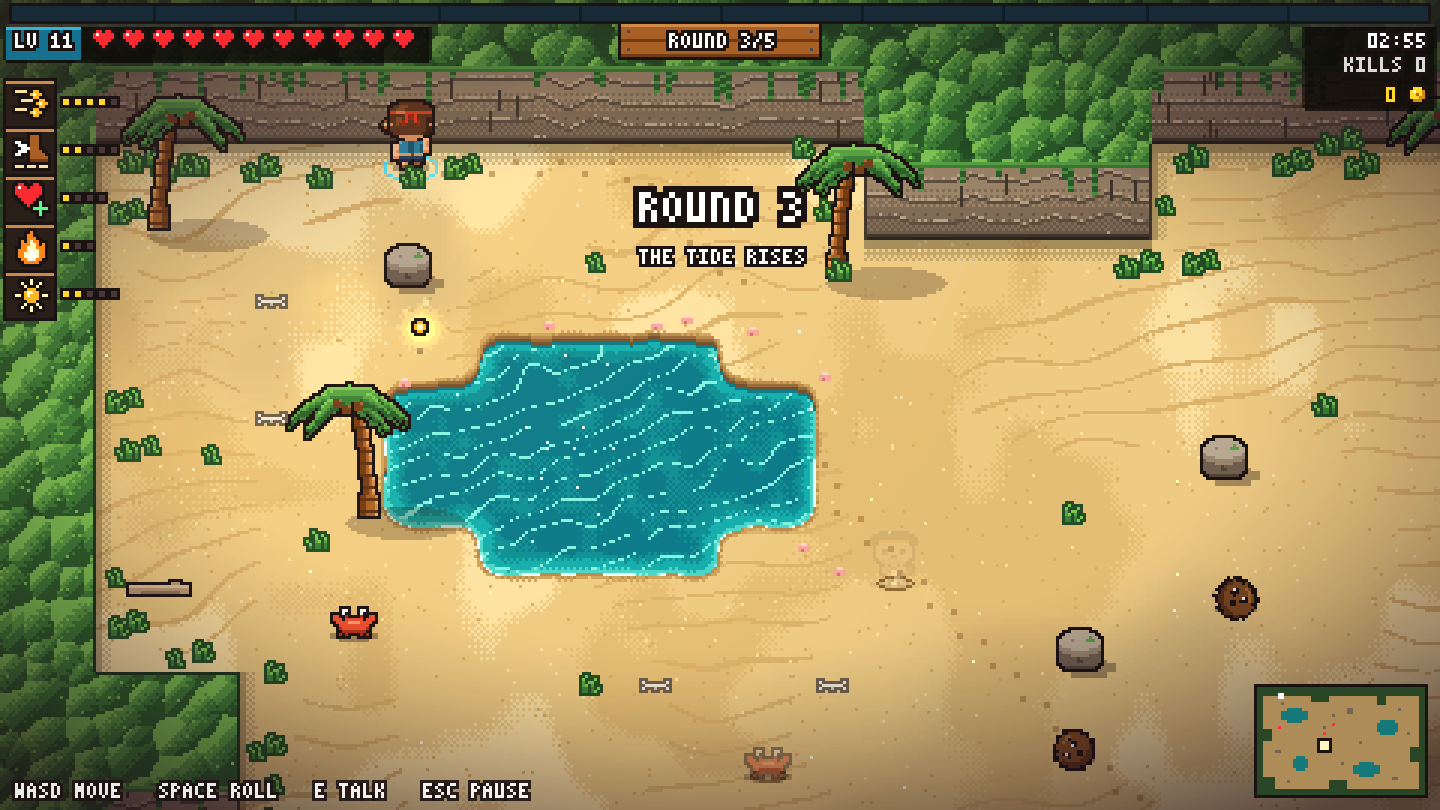 LV 11
ROUND 3/5
02:55
KILLS 0
0
ROUND 3
THE TIDE RISES
WASD MOVE SPACE ROLL E TALK ESC PAUSE